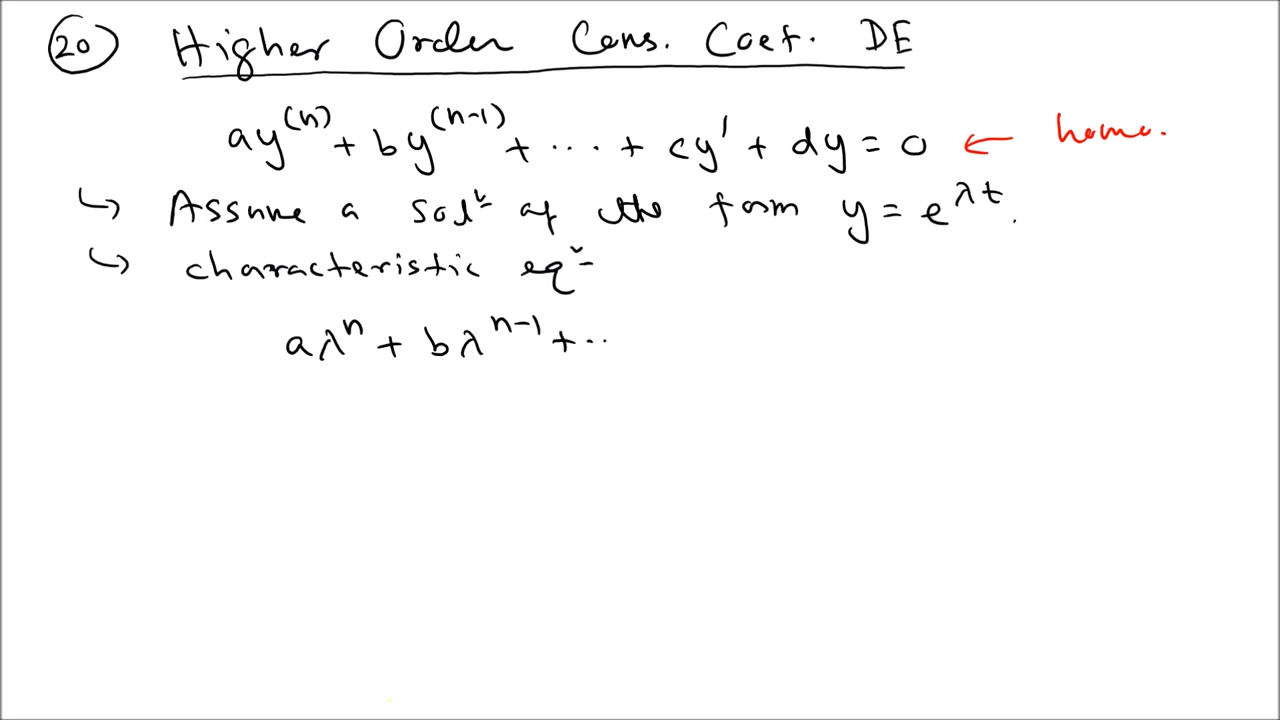 20 Higher Order Cons. Coef. DE
ay^(n) + by^(n-1) + ... + cy' + dy = 0 ← homo.
↳ Assume a sol^n of the form y = e^λt.
↳ characteristic eq^n
aλ^n + bλ^n-1 + ..